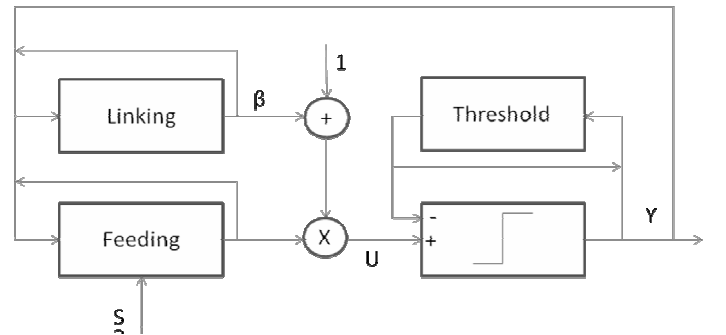 1
Linking
β
+
Threshold
-
+
Y
Feeding
X
U
S